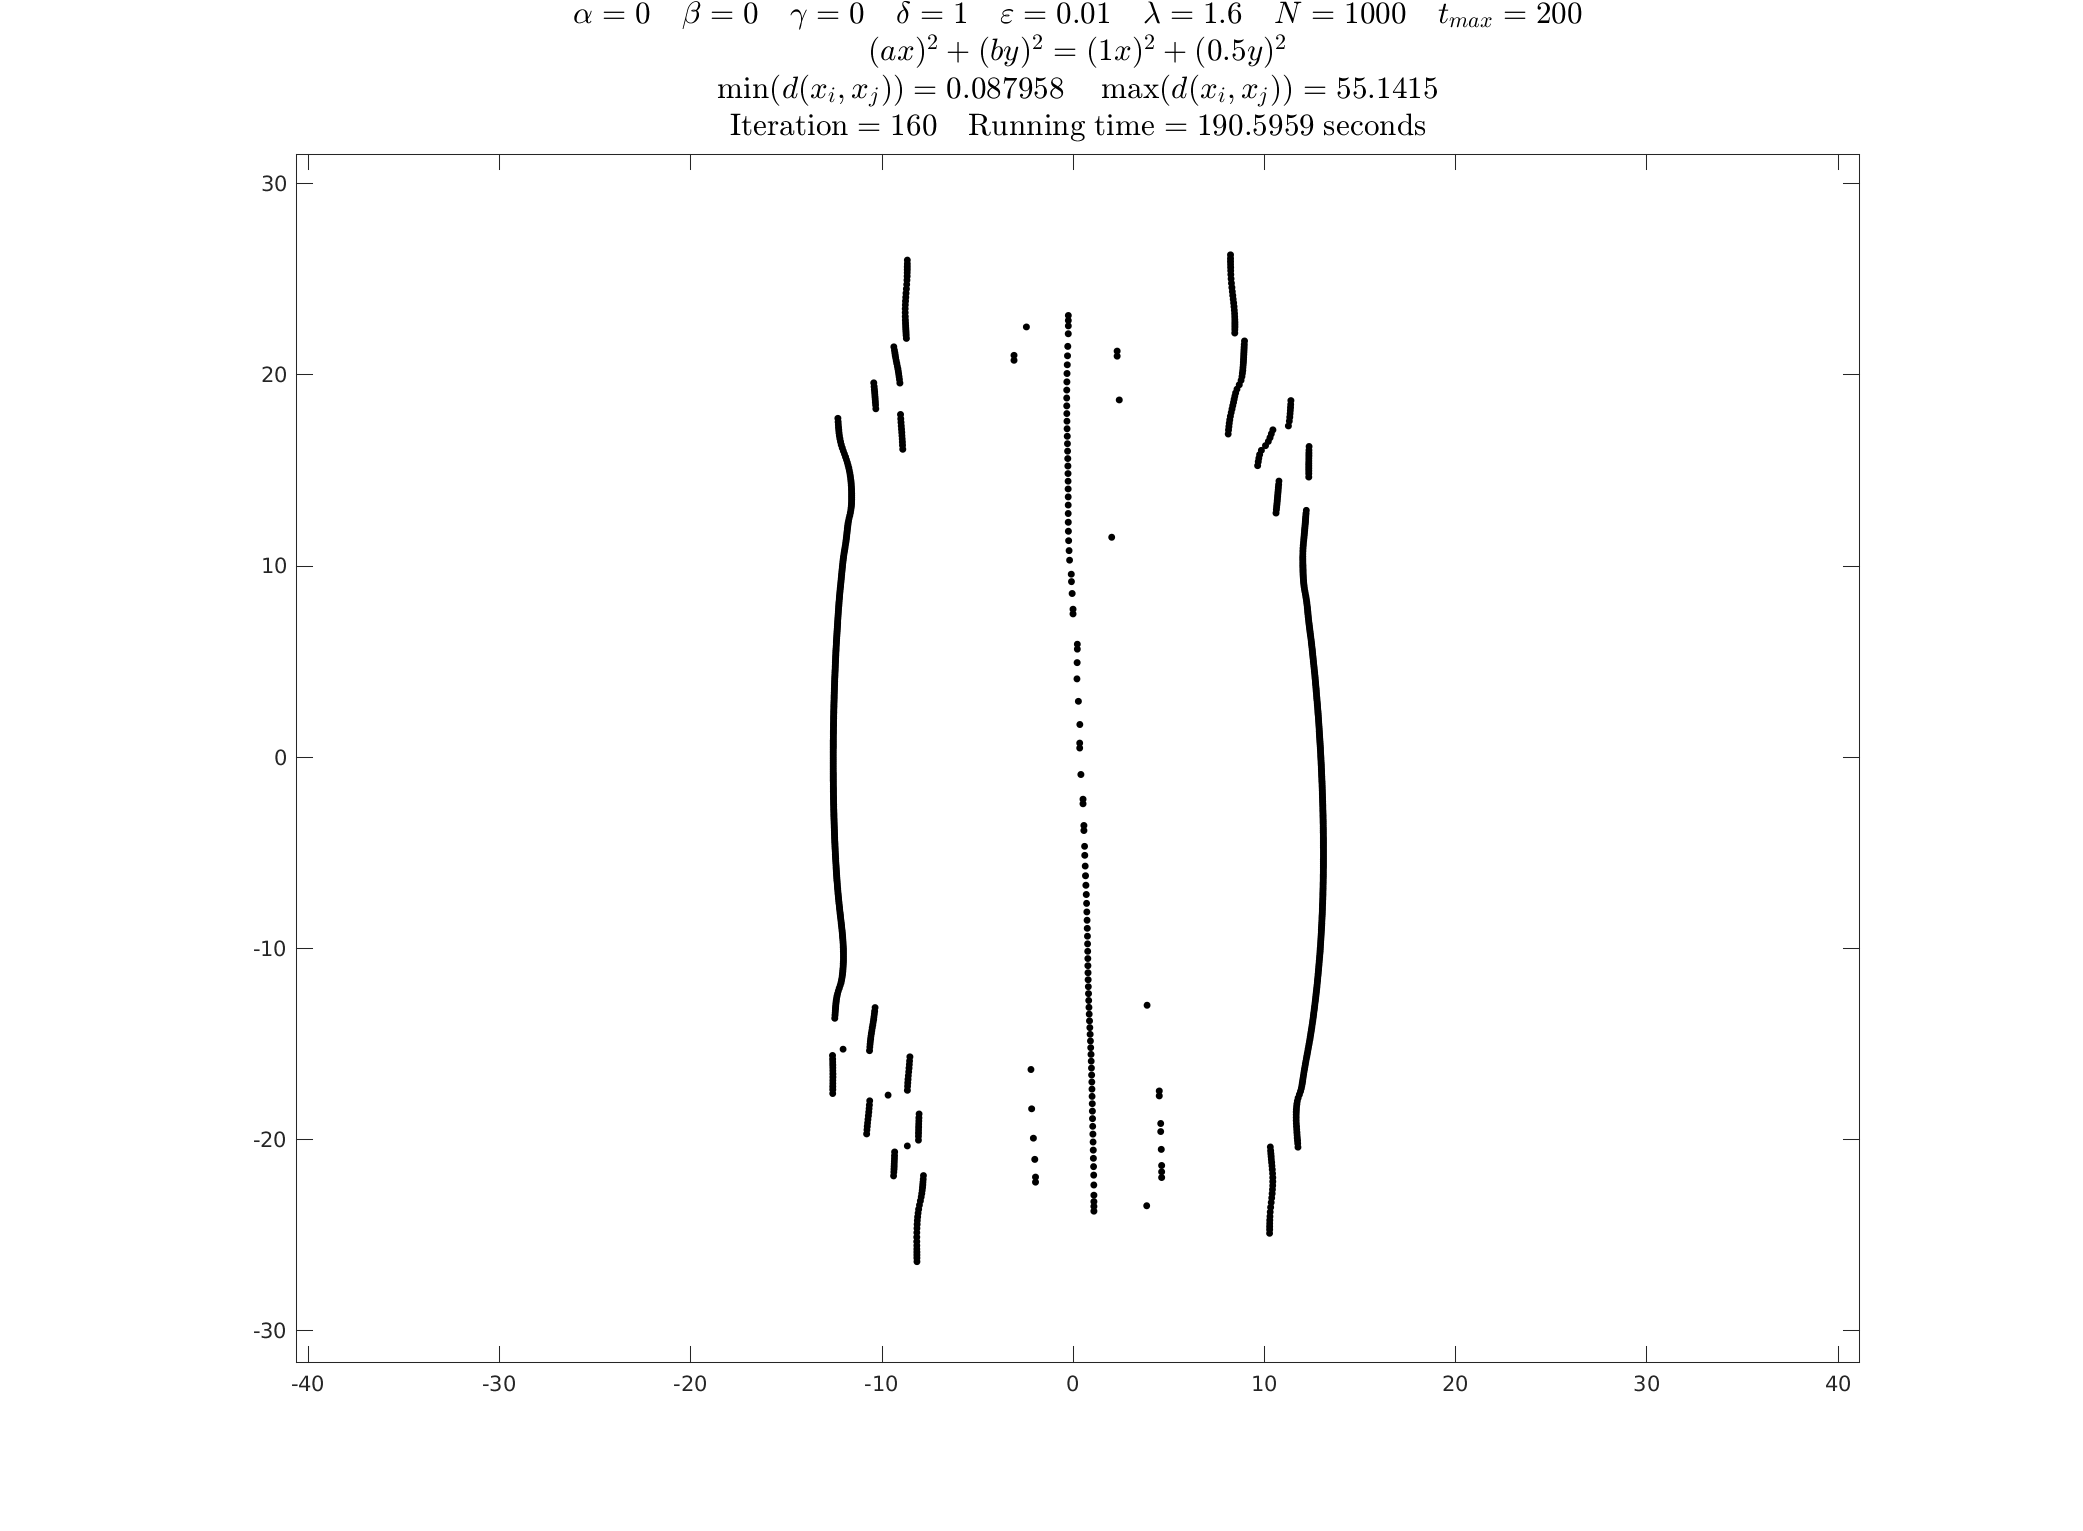 α = 0 β = 0 γ = 0 δ = 1 ε = 0.01 λ = 1.6 N = 1000 t_max = 200
(ax)² + (by)² = (1x)² + (0.5y)²
min(d(x_i, x_j)) = 0.087958 max(d(x_i, x_j)) = 55.1415
Iteration = 160 Running time = 190.5959 seconds
30
20
10
0
-10
-20
-30
-40 -30 -20 -10 0 10 20 30 40